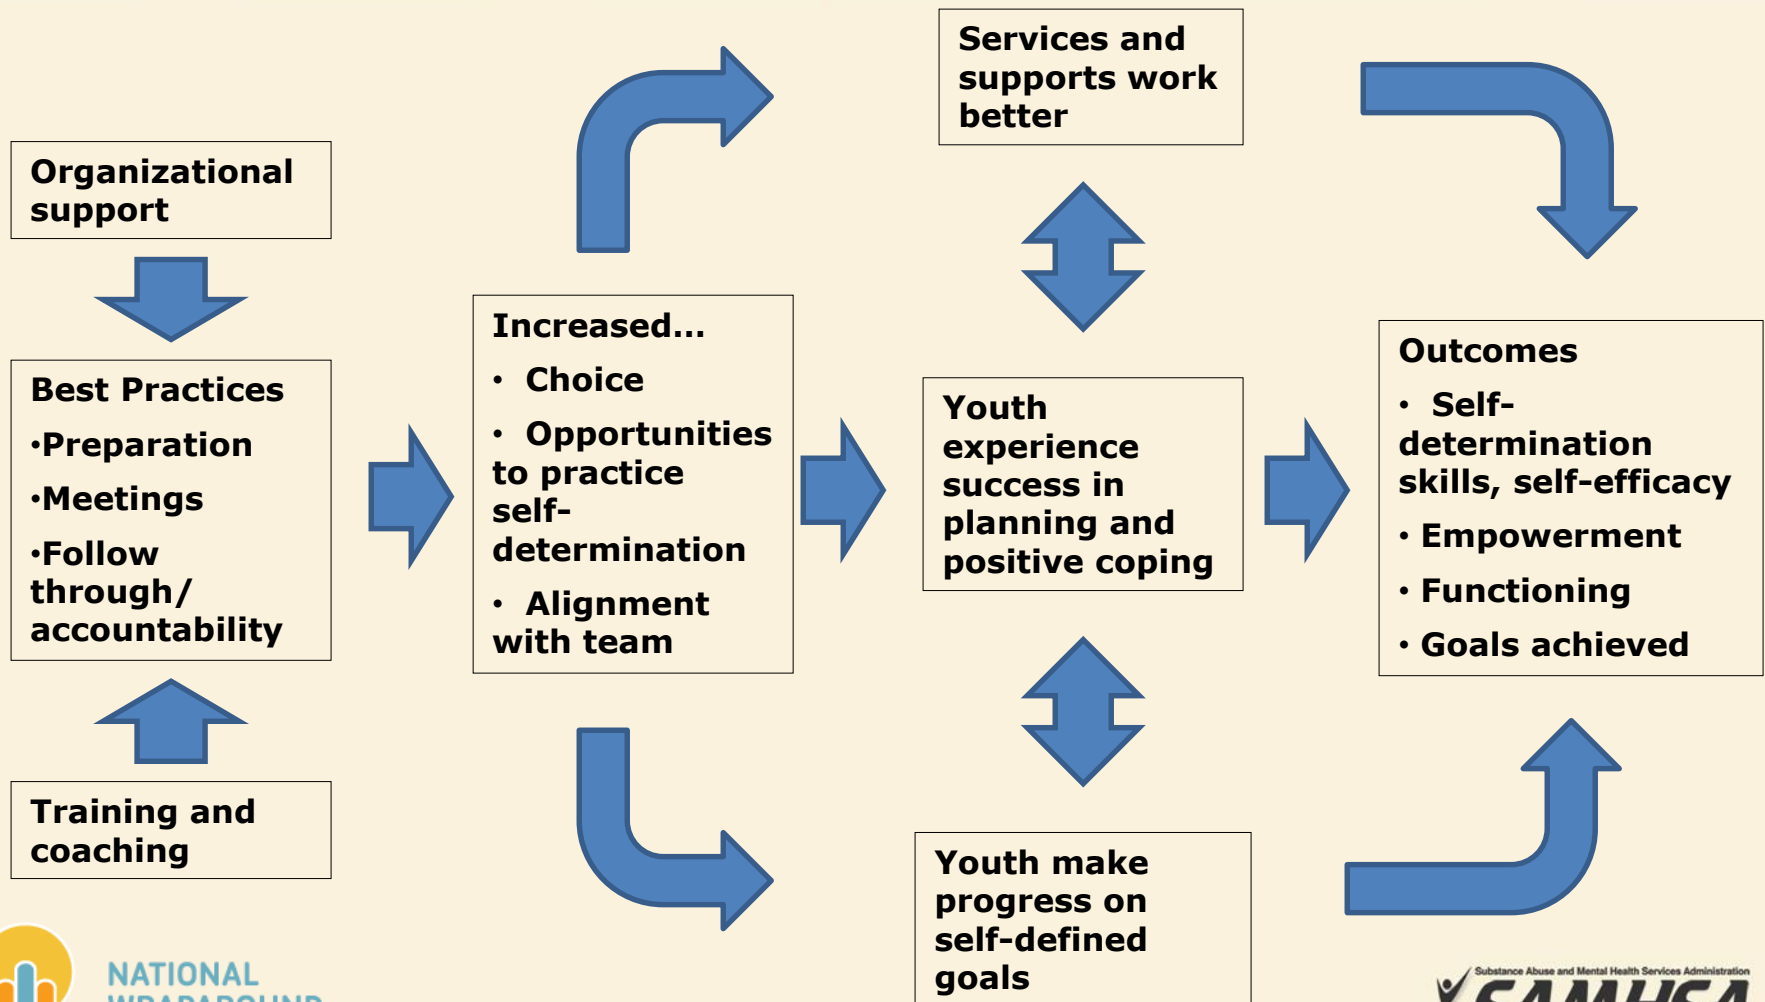 Organizational
support
Best Practices
•Preparation
•Meetings
•Follow
through/
accountability
Training and
coaching
Increased...
• Choice
• Opportunities
to practice
self-
determination
• Alignment
with team
Services and
supports work
better
Youth
experience
success in
planning and
positive coping
Youth make
progress on
self-defined
goals
Outcomes
• Self-
determination
skills, self-efficacy
• Empowerment
• Functioning
• Goals achieved
NATIONAL
WRAPAROUND
Substance Abuse and Mental Health Services Administration
SAMHSA